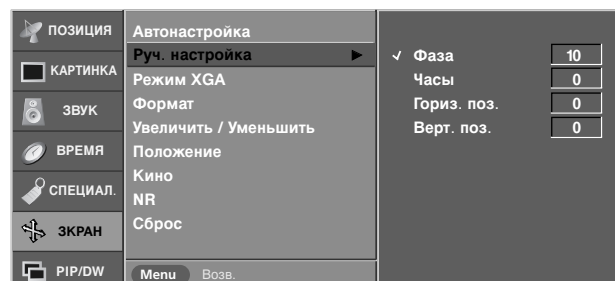 ПОЗИЦИЯ
КАРТИНКА
ЗВУК
ВРЕМЯ
СПЕЦИАЛ.
ЗКРАН
PIP/DW
Автонастройка
Руч. настройка
Режим XGA
Формат
Увеличить / Уменьшить
Положение
Кино
NR
Сброс
Menu Возв.
Фаза 10
Часы 0
Гориз. поз. 0
Верт. поз. 0